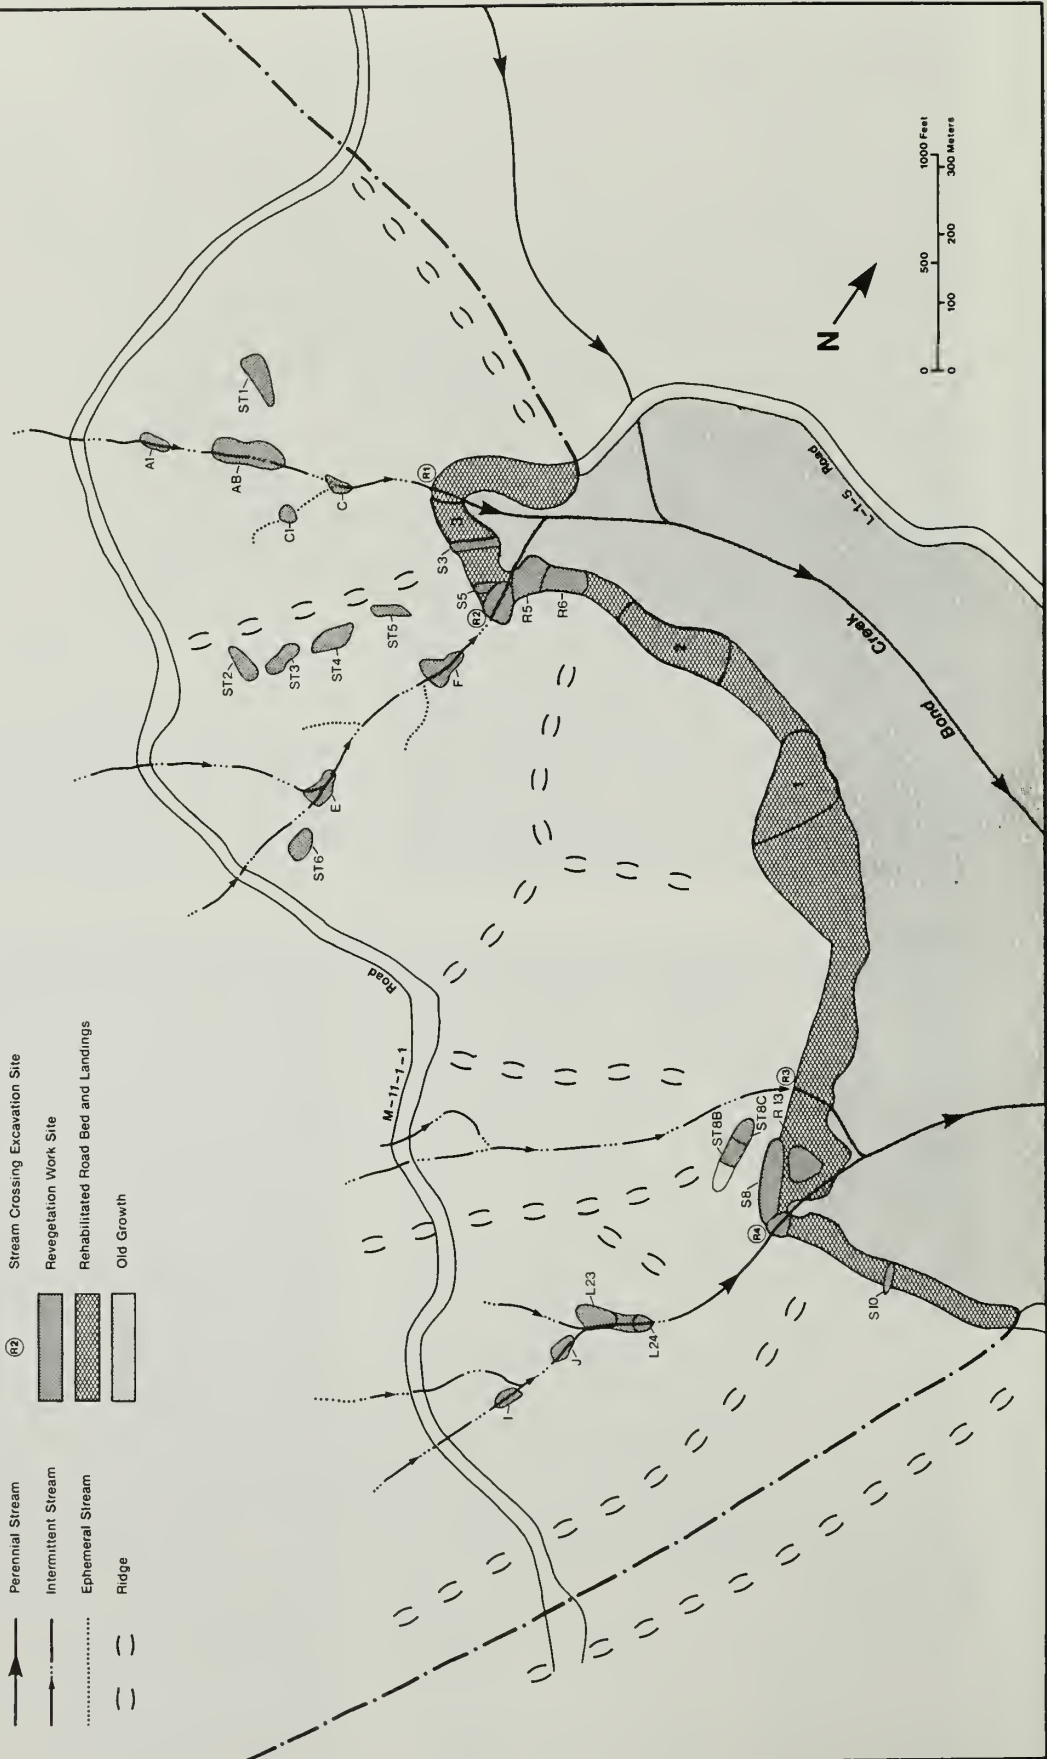 Perennial Stream
Intermittent Stream
Ephemeral Stream
Ridge
R2 Stream Crossing Excavation Site
Revegetation Work Site
Rehabilitated Road Bed and Landings
Old Growth
A1
AB
ST1
C1
C
R1
3
S3
S5
R2
R5
R6
ST2
ST3
ST4
ST5
F
E
ST6
2
1
M-11-1-1 Road
L-1-5 Road
Bond Creek
N
0 500 1000 Feet
0 100 200 300 Meters
R3
R 13
ST8B
ST8C
S8
R4
S10
L23
L24
J
I